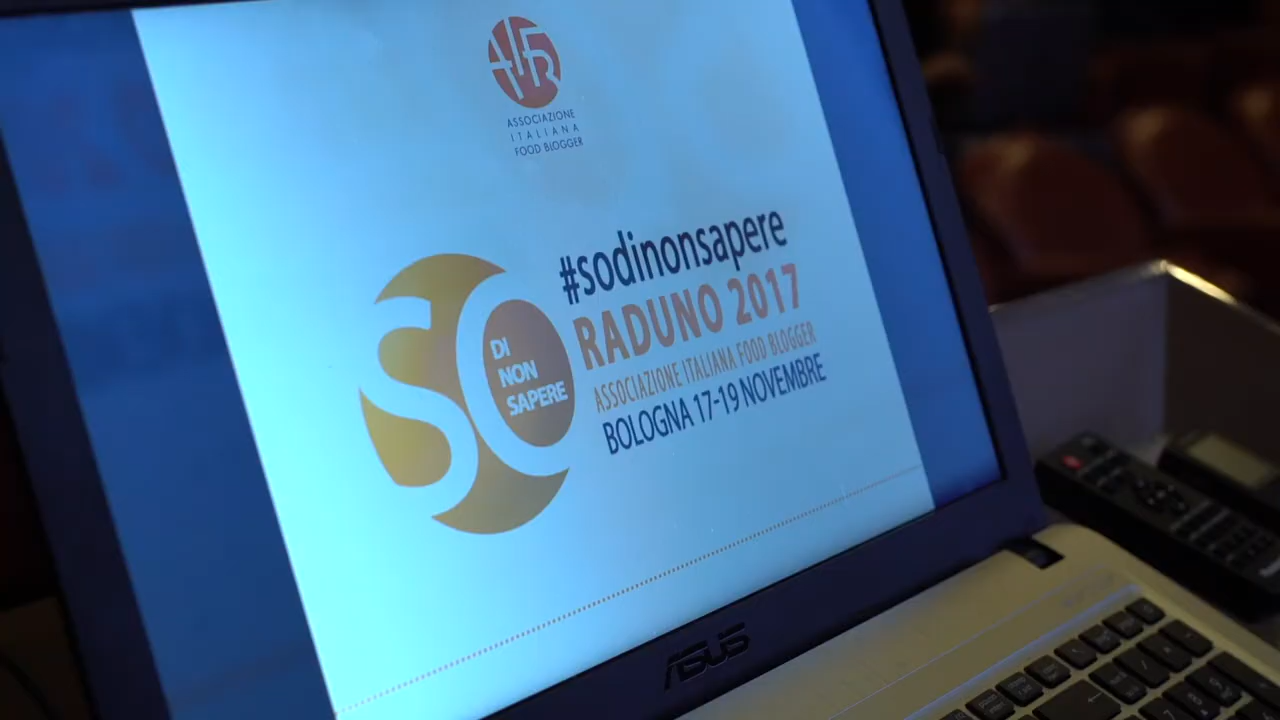 AIFB
ASSOCIAZIONE
ITALIANA
FOOD BLOGGER
#sodinonsapere
RADUNO 2017
ASSOCIAZIONE ITALIANA FOOD BLOGGER
BOLOGNA 17-19 NOVEMBRE
SO
DI
NON
SAPERE
ASUS